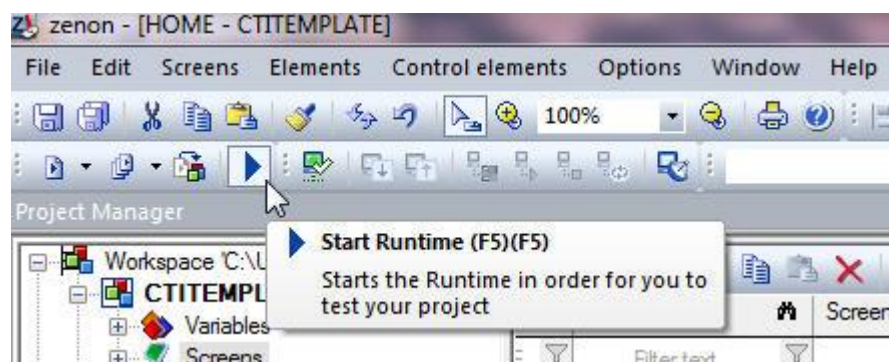 zenon - [HOME - CTITEMPLATE]
File Edit Screens Elements Control elements Options Window Help
100%
Project Manager
Start Runtime (F5)(F5)
Starts the Runtime in order for you to
test your project
Workspace 'C:\U
CTITEMPL
Variables
Screens
Screen
Filter text